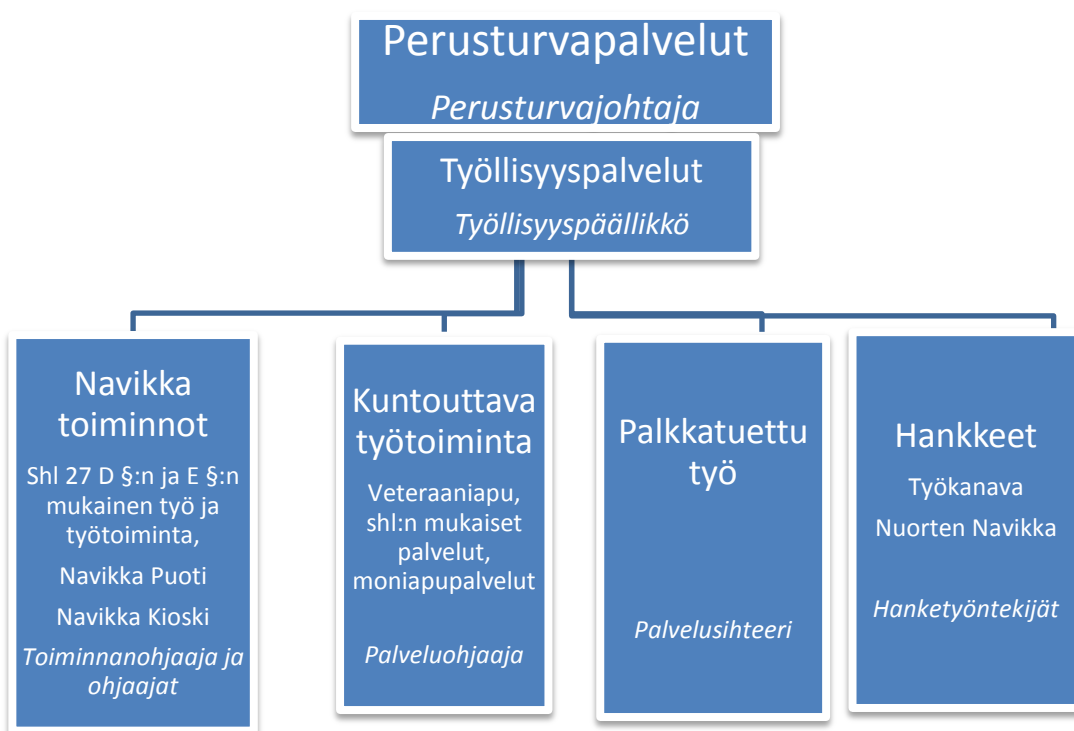 Perusturvapalvelut
Perusturvajohtaja
Työllisyyspalvelut
Työllisyyspäällikkö
Navikka
toiminnot
Shl 27 D §:n ja E §:n
mukainen työ ja
työtoiminta,
Navikka Puoti
Navikka Kioski
Toiminnanohjaaja ja
ohjaajat
Kuntouttava
työtoiminta
Veteraaniapu,
shl:n mukaiset
palvelut,
moniapupalvelut
Palveluohjaaja
Palkkatuettu
työ
Palvelusihteeri
Hankkeet
Työkanava
Nuorten Navikka
Hanketyöntekijät